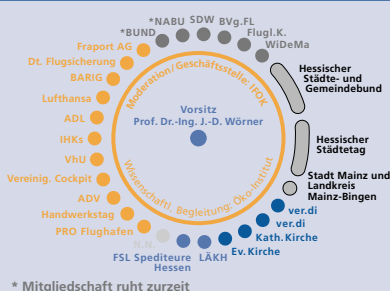 *NABU
SDW
BVg.FL
*BUND
Flugl.K.
WiDeMa
Fraport AG
Dt. Flugsicherung
BARIG
Lufthansa
ADL
IHKs
VhU
Vereinig. Cockpit
ADV
Handwerkstag
PRO Flughafen
N.N.
FSL Spediteure
Hessen
LÄKH
Ev. Kirche
Kath. Kirche
ver.di
ver.di
Stadt Mainz und
Landkreis
Mainz-Bingen
Hessischer
Städtetag
Hessischer
Städte- und
Gemeindebund
Moderation/Geschäftsstelle: IFOK
Vorsitz
Prof. Dr.-Ing. J.-D. Wörner
Wissenschaftl. Begleitung: Öko-Institut
* Mitgliedschaft ruht zurzeit